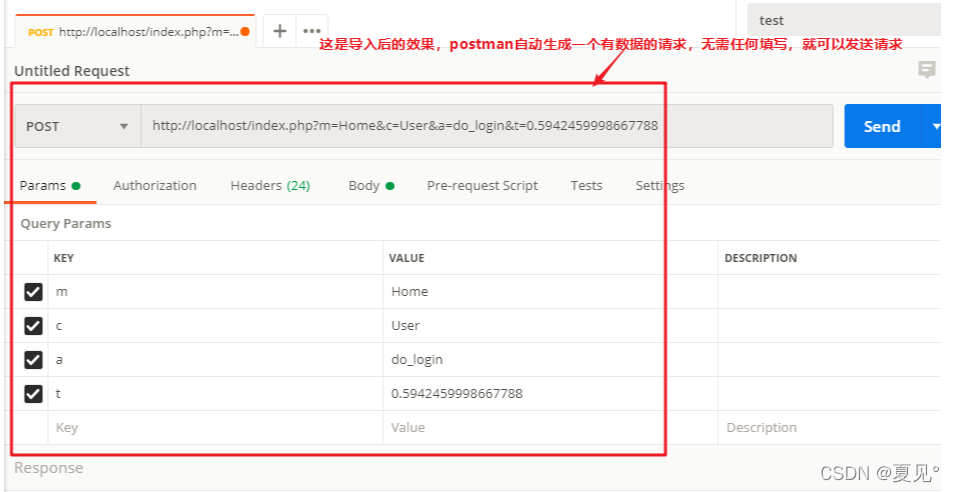 POST http://localhost/index.php?m=...
test
这是导入后的效果，postman自动生成一个有数据的请求，无需任何填写，就可以发送请求
Untitled Request
POST http://localhost/index.php?m=Home&c=User&a=do_login&t=0.5942459998667788 Send
Params Authorization Headers (24) Body Pre-request Script Tests Settings
Query Params
KEY VALUE DESCRIPTION
m Home
c User
a do_login
t 0.5942459998667788
Key Value Description
Response
CSDN @夏见°